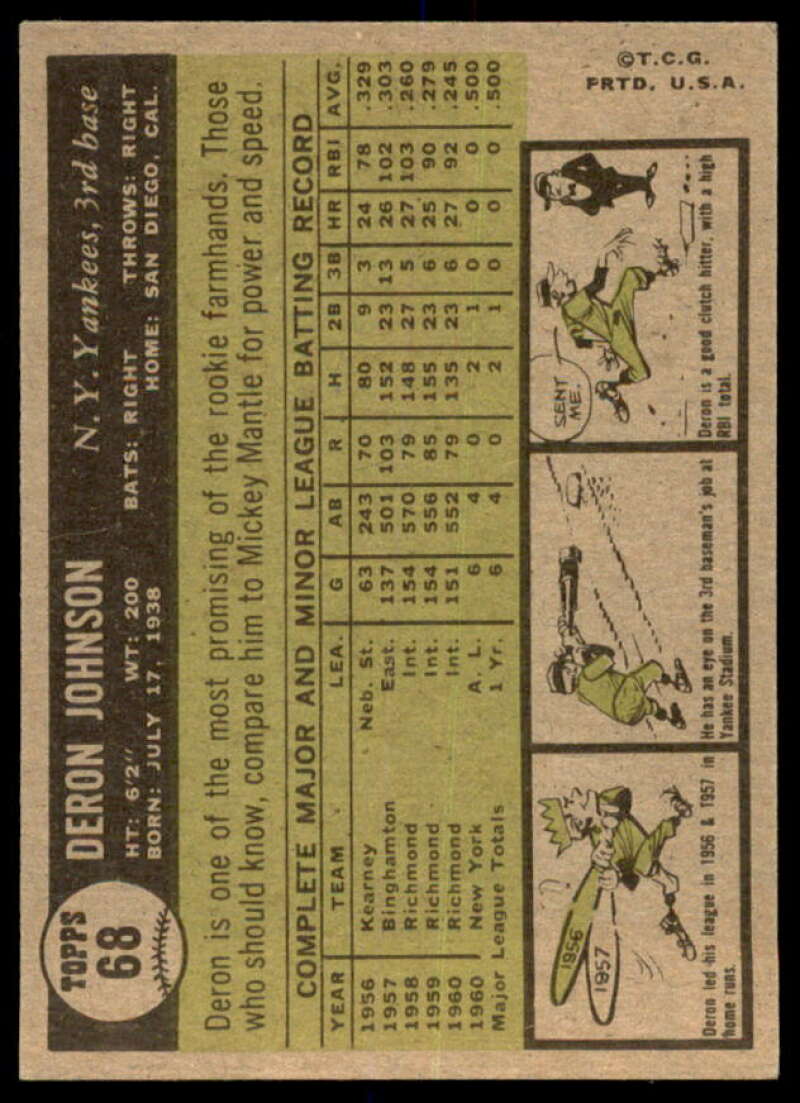 TOPPS
68
DERON JOHNSON N. Y. Yankees, 3rd base
HT: 6'2" WT: 200 BATS: RIGHT THROWS: RIGHT
BORN: JULY 17, 1938 HOME: SAN DIEGO, CAL.
Deron is one of the most promising of the rookie farmhands. Those
who should know, compare him to Mickey Mantle for power and speed.
COMPLETE MAJOR AND MINOR LEAGUE BATTING RECORD
YEAR TEAM LEA. G AB R H 2B 3B HR RBI AVG.
1956 Kearney Neb. St. 63 243 70 80 9 3 24 78 .329
1957 Binghamton East. 137 501 103 152 23 13 26 102 .303
1958 Richmond Int. 154 570 79 148 27 5 27 103 .260
1959 Richmond Int. 154 556 85 155 23 6 25 90 .279
1960 Richmond Int. 151 552 79 135 23 6 27 92 .245
1960 New York A. L. 6 4 0 2 1 0 0 0 .500
Major League Totals 1 Yr. 6 4 0 2 1 0 0 0 .500
1956
1957
Deron led his league in 1956 & 1957 in
home runs.
He has an eye on the 3rd baseman's job at
Yankee Stadium.
SENT
ME.
Deron is a good clutch hitter, with a high
RBI total.
©T.C.G.
PRTD. U.S.A.